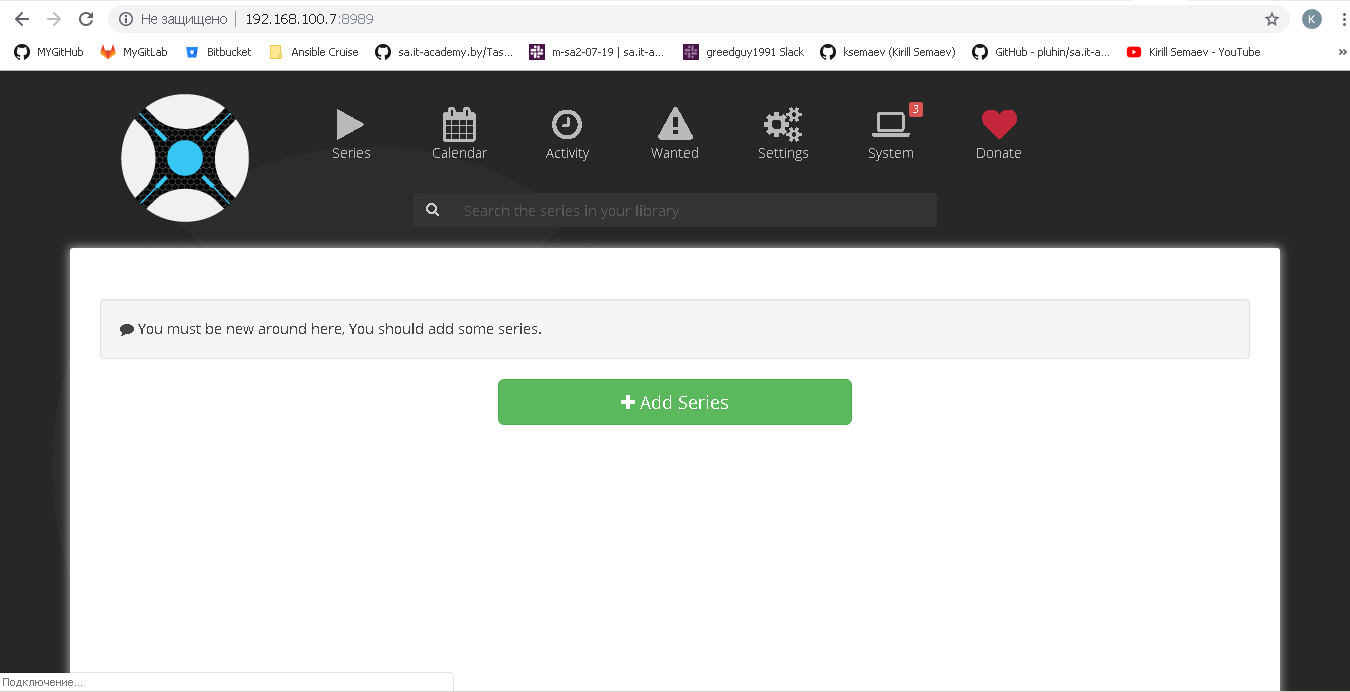 Не защищено | 192.168.100.7:8989
K
MYGitHub MyGitLab Bitbucket Ansible Cruise sa.it-academy.by/Tas... m-sa2-07-19 | sa.it-a... greedguy1991 Slack ksemaev (Kirill Semaev) GitHub - pluhin/sa.it-a... Kirill Semaev - YouTube »
3
Series Calendar Activity Wanted Settings System Donate
Search the series in your library
You must be new around here, You should add some series.
Add Series
Подключение...